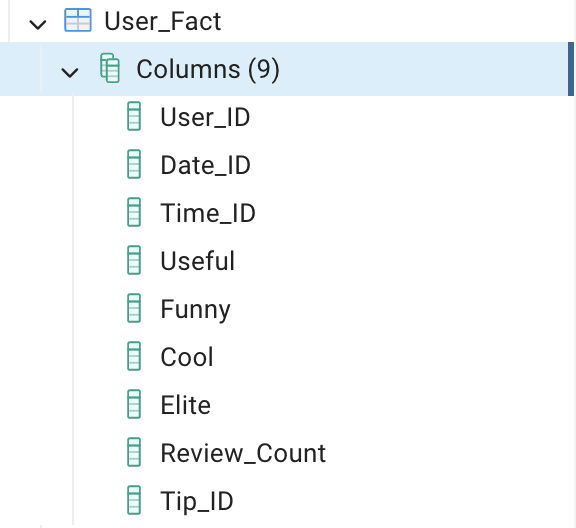 User_Fact
Columns (9)
User_ID
Date_ID
Time_ID
Useful
Funny
Cool
Elite
Review_Count
Tip_ID